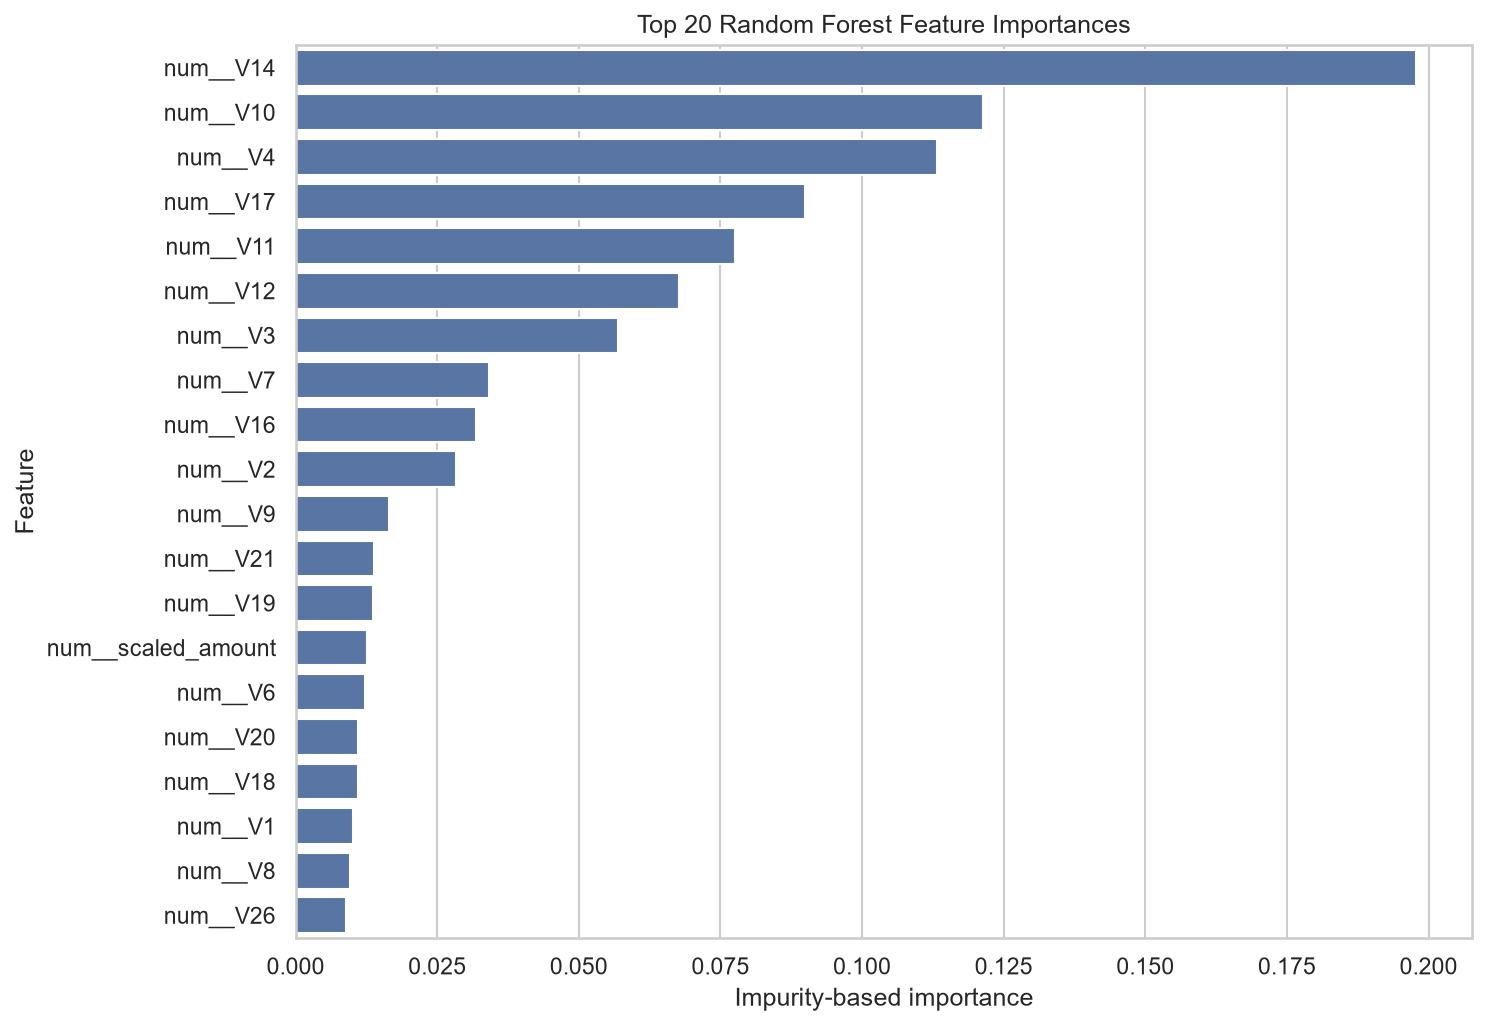 Top 20 Random Forest Feature Importances
Feature
num__V14
num__V10
num__V4
num__V17
num__V11
num__V12
num__V3
num__V7
num__V16
num__V2
num__V9
num__V21
num__V19
num__scaled_amount
num__V6
num__V20
num__V18
num__V1
num__V8
num__V26
0.000 0.025 0.050 0.075 0.100 0.125 0.150 0.175 0.200
Impurity-based importance